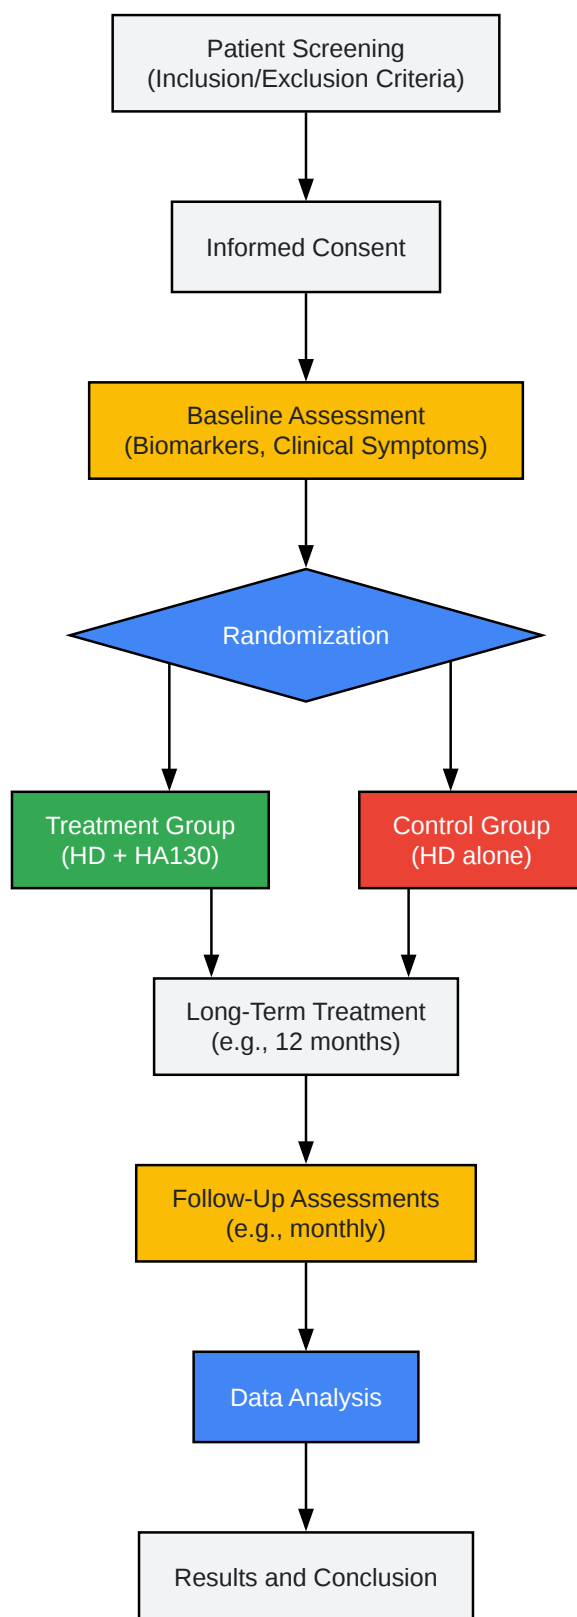 Patient Screening
(Inclusion/Exclusion Criteria)
Informed Consent
Baseline Assessment
(Biomarkers, Clinical Symptoms)
Randomization
Treatment Group
(HD + HA130)
Control Group
(HD alone)
Long-Term Treatment
(e.g., 12 months)
Follow-Up Assessments
(e.g., monthly)
Data Analysis
Results and Conclusion